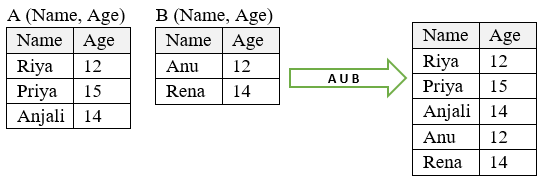 A (Name, Age)
Name Age
Riya 12
Priya 15
Anjali 14
B (Name, Age)
Name Age
Anu 12
Rena 14
A U B
Name Age
Riya 12
Priya 15
Anjali 14
Anu 12
Rena 14